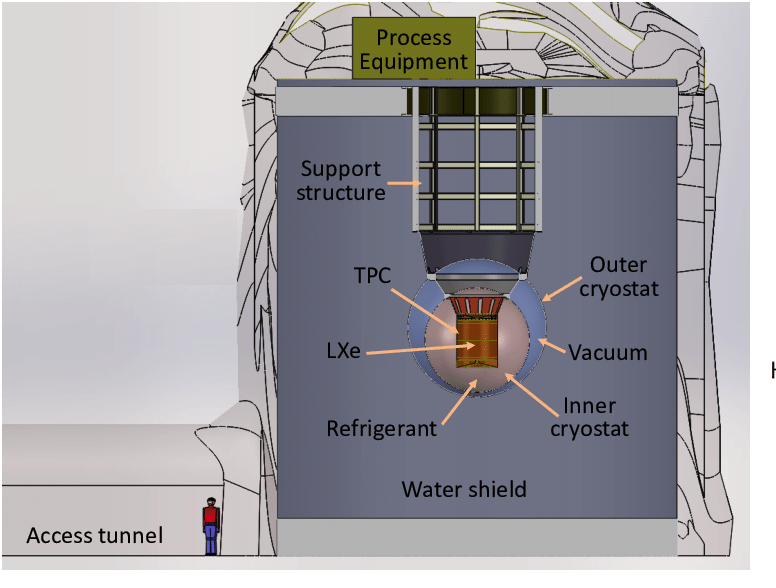 Process
Equipment
Support
structure
TPC
Outer
cryostat
LXe
Vacuum
Refrigerant
Inner
cryostat
Water shield
Access tunnel